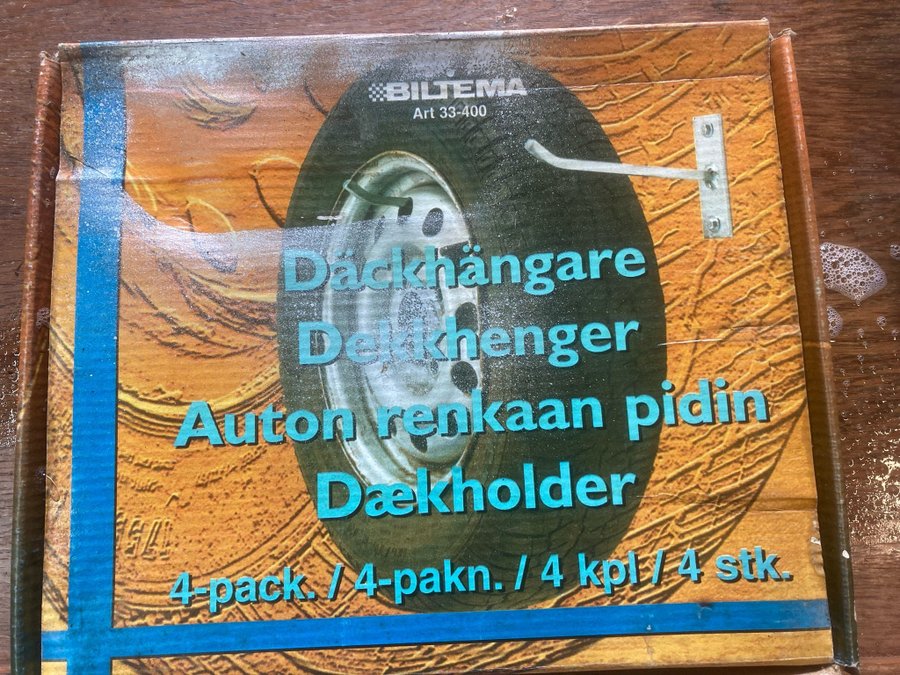 BILTEMA
Art 33-400
Däckhängare
Dekkhenger
Auton renkaan pidin
Dækholder
4-pack. / 4-pakn. / 4 kpl / 4 stk.